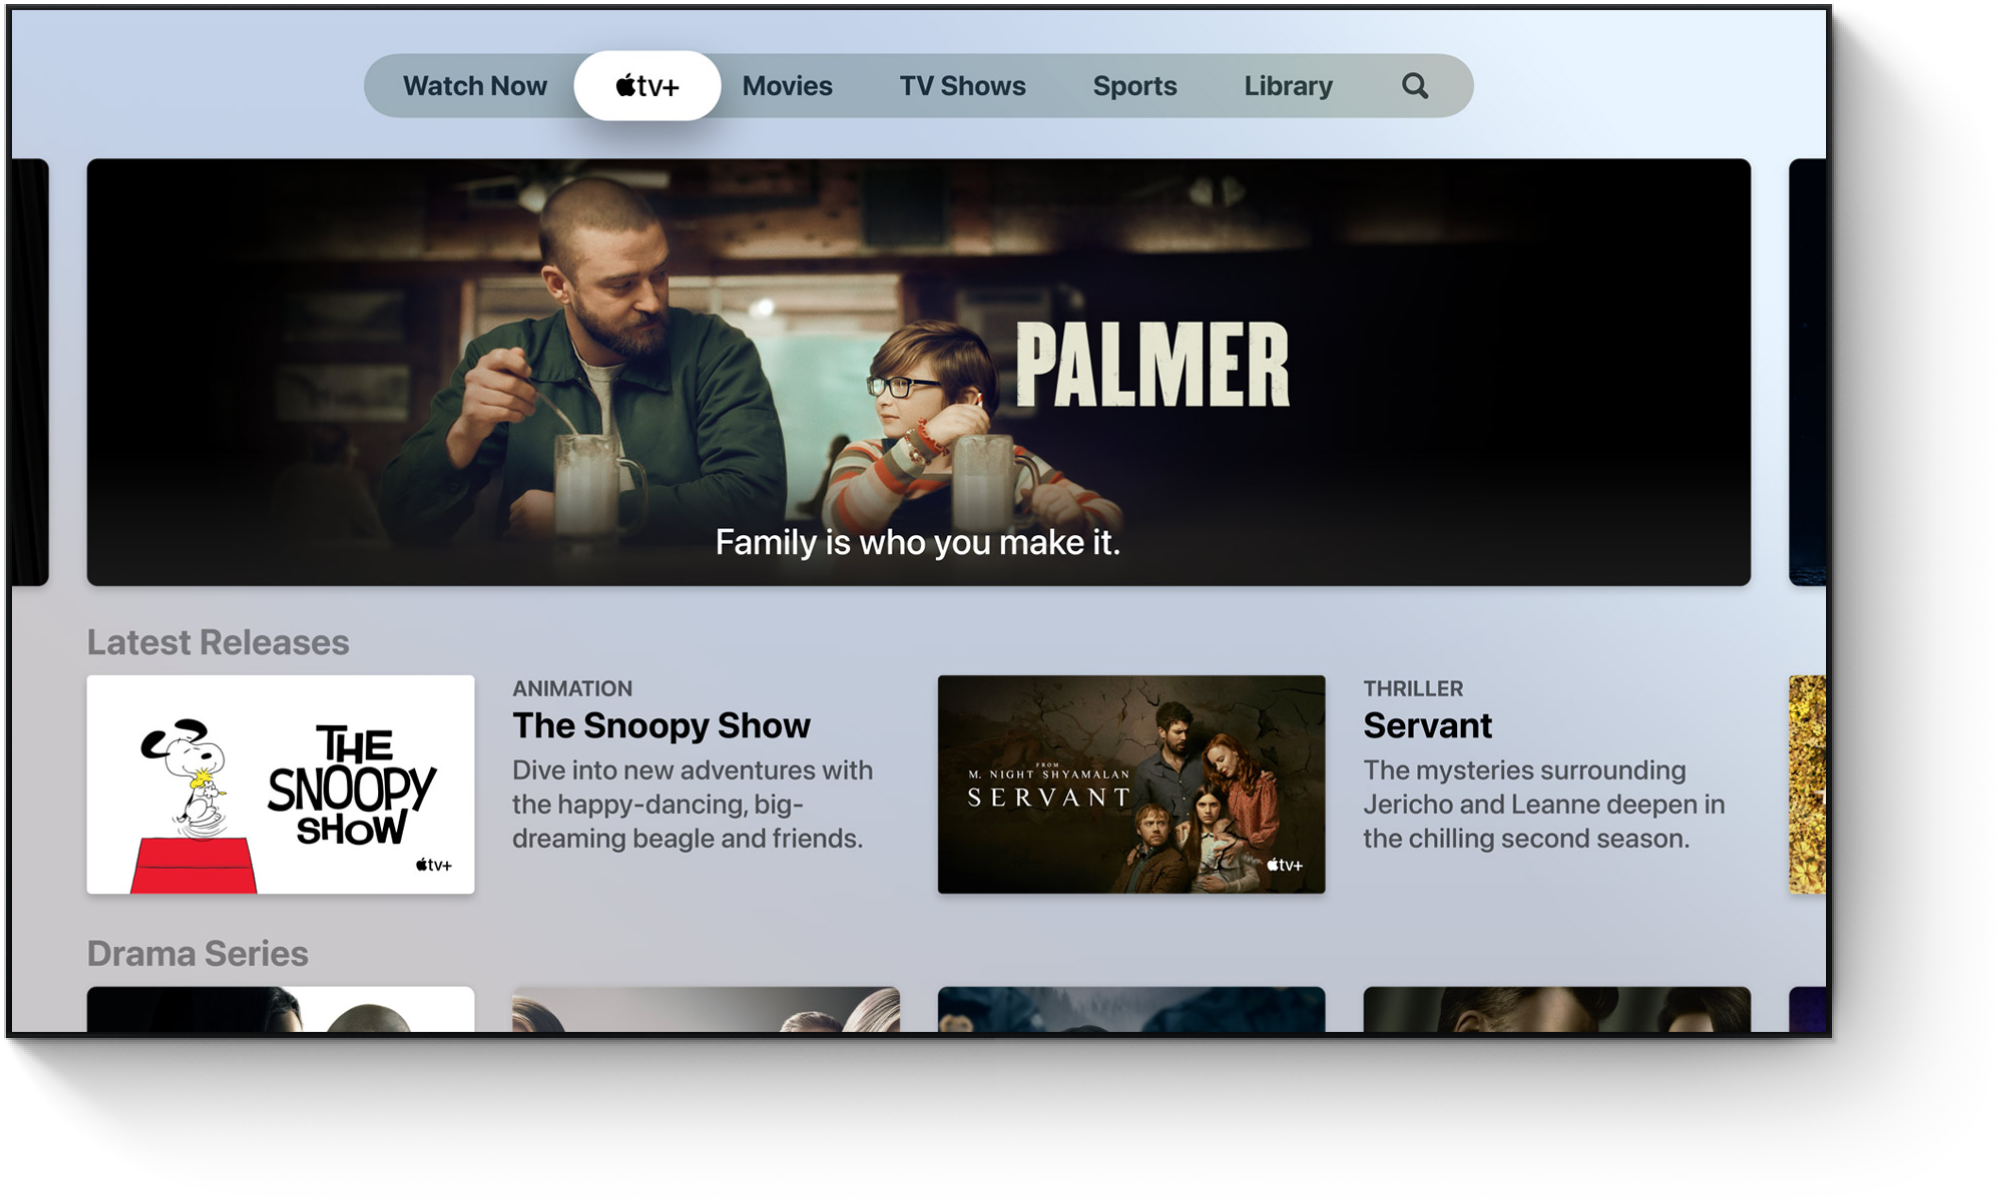 Watch Now
tv+
Movies
TV Shows
Sports
Library
PALMER
Family is who you make it.
Latest Releases
THE
SNOOPY
SHOW
tv+
ANIMATION
The Snoopy Show
Dive into new adventures with
the happy-dancing, big-
dreaming beagle and friends.
FROM
M. NIGHT SHYAMALAN
SERVANT
tv+
THRILLER
Servant
The mysteries surrounding
Jericho and Leanne deepen in
the chilling second season.
Drama Series